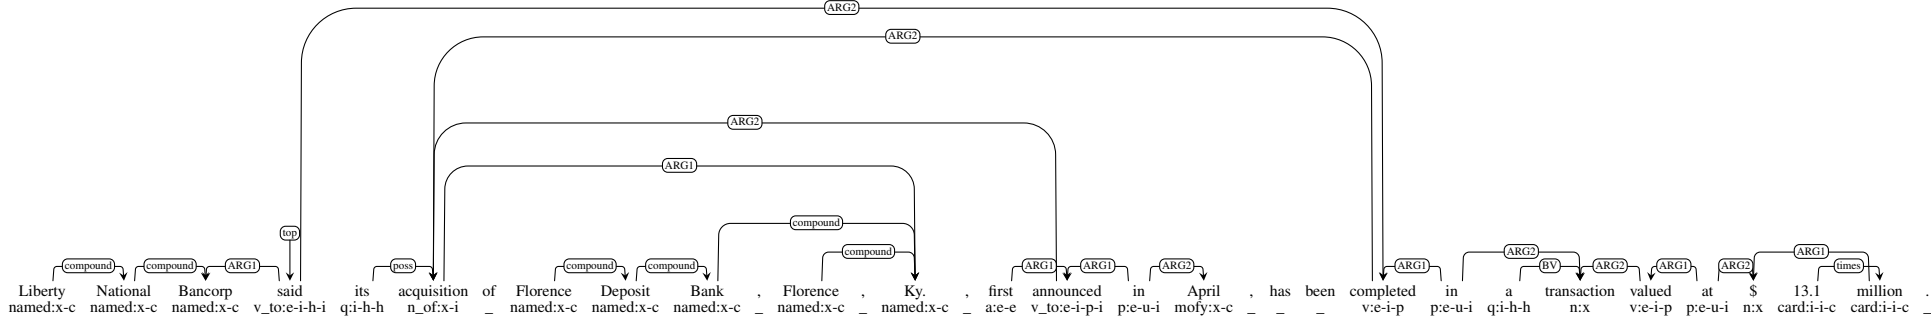 ARG2
ARG2
ARG2
ARG1
compound
top
compound ARG2 ARG1
compound compound ARG1 poss compound compound ARG1 ARG1 ARG2 ARG1 BV ARG2 ARG1 ARG2 times
Liberty National Bancorp said its acquisition of Florence Deposit Bank , Florence , Ky. , first announced in April , has been completed in a transaction valued at $ 13.1 million .
named:x-c named:x-c named:x-c v_to:e-i-h-i q:i-h-h n_of:x-i _ named:x-c named:x-c named:x-c _ named:x-c _ named:x-c _ a:e-e v_to:e-i-p-i p:e-u-i mofy:x-c _ _ _ v:e-i-p p:e-u-i q:i-h-h n:x v:e-i-p p:e-u-i n:x card:i-i-c card:i-i-c _